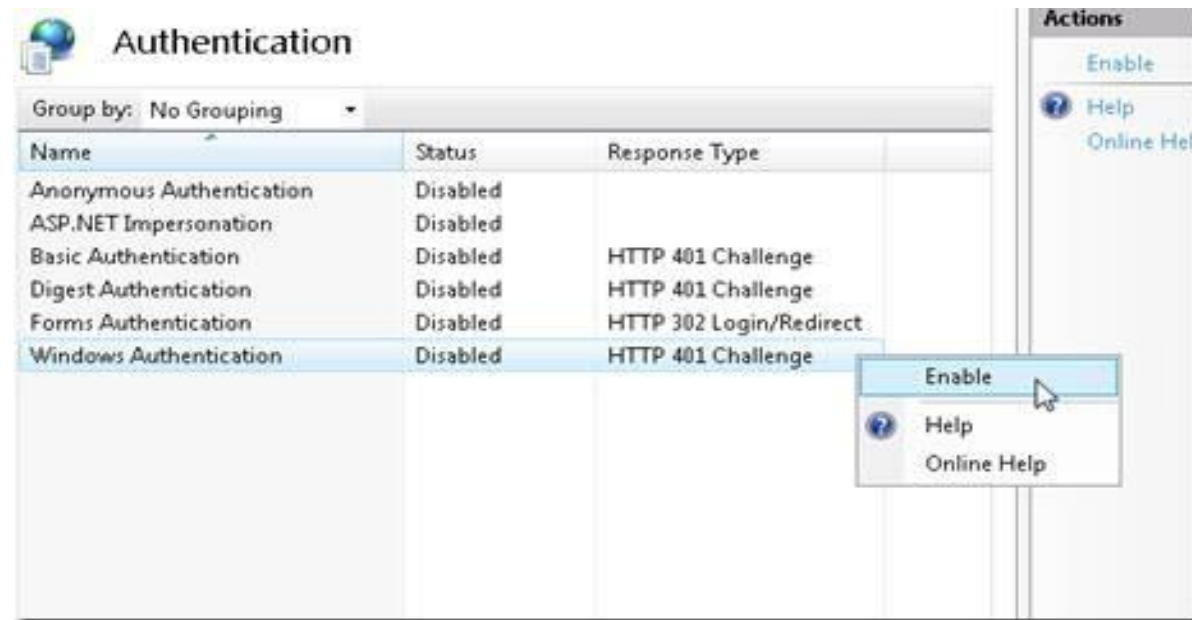 Authentication
Group by: No Grouping
Name Status Response Type
Anonymous Authentication Disabled
ASP.NET Impersonation Disabled
Basic Authentication Disabled HTTP 401 Challenge
Digest Authentication Disabled HTTP 401 Challenge
Forms Authentication Disabled HTTP 302 Login/Redirect
Windows Authentication Disabled HTTP 401 Challenge
Enable
Help
Online Help
Actions
Enable
Help
Online Hel